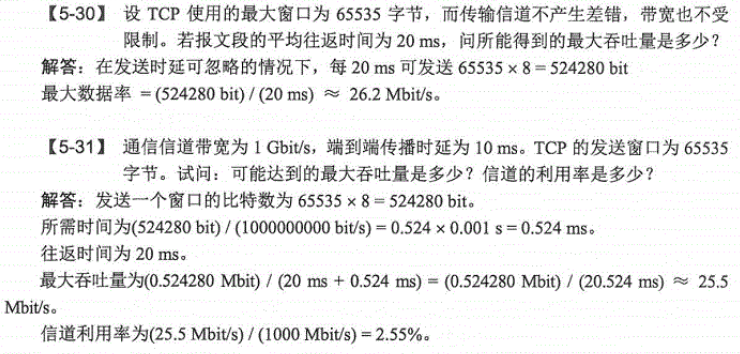 【5-30】 设 TCP 使用的最大窗口为 65535 字节，而传输信道不产生差错，带宽也不受
限制。若报文段的平均往返时间为 20 ms，问所能得到的最大吞吐量是多少？
解答：在发送时延可忽略的情况下，每 20 ms 可发送 65535 × 8 = 524280 bit
最大数据率 = (524280 bit) / (20 ms) ≈ 26.2 Mbit/s。
【5-31】 通信信道带宽为 1 Gbit/s，端到端传播时延为 10 ms。TCP 的发送窗口为 65535
字节。试问：可能达到的最大吞吐量是多少？信道的利用率是多少？
解答：发送一个窗口的比特数为 65535 × 8 = 524280 bit。
所需时间为(524280 bit) / (1000000000 bit/s) = 0.524 × 0.001 s = 0.524 ms。
往返时间为 20 ms。
最大吞吐量为(0.524280 Mbit) / (20 ms + 0.524 ms) = (0.524280 Mbit) / (20.524 ms) ≈ 25.5
Mbit/s。
信道利用率为(25.5 Mbit/s) / (1000 Mbit/s) = 2.55%。